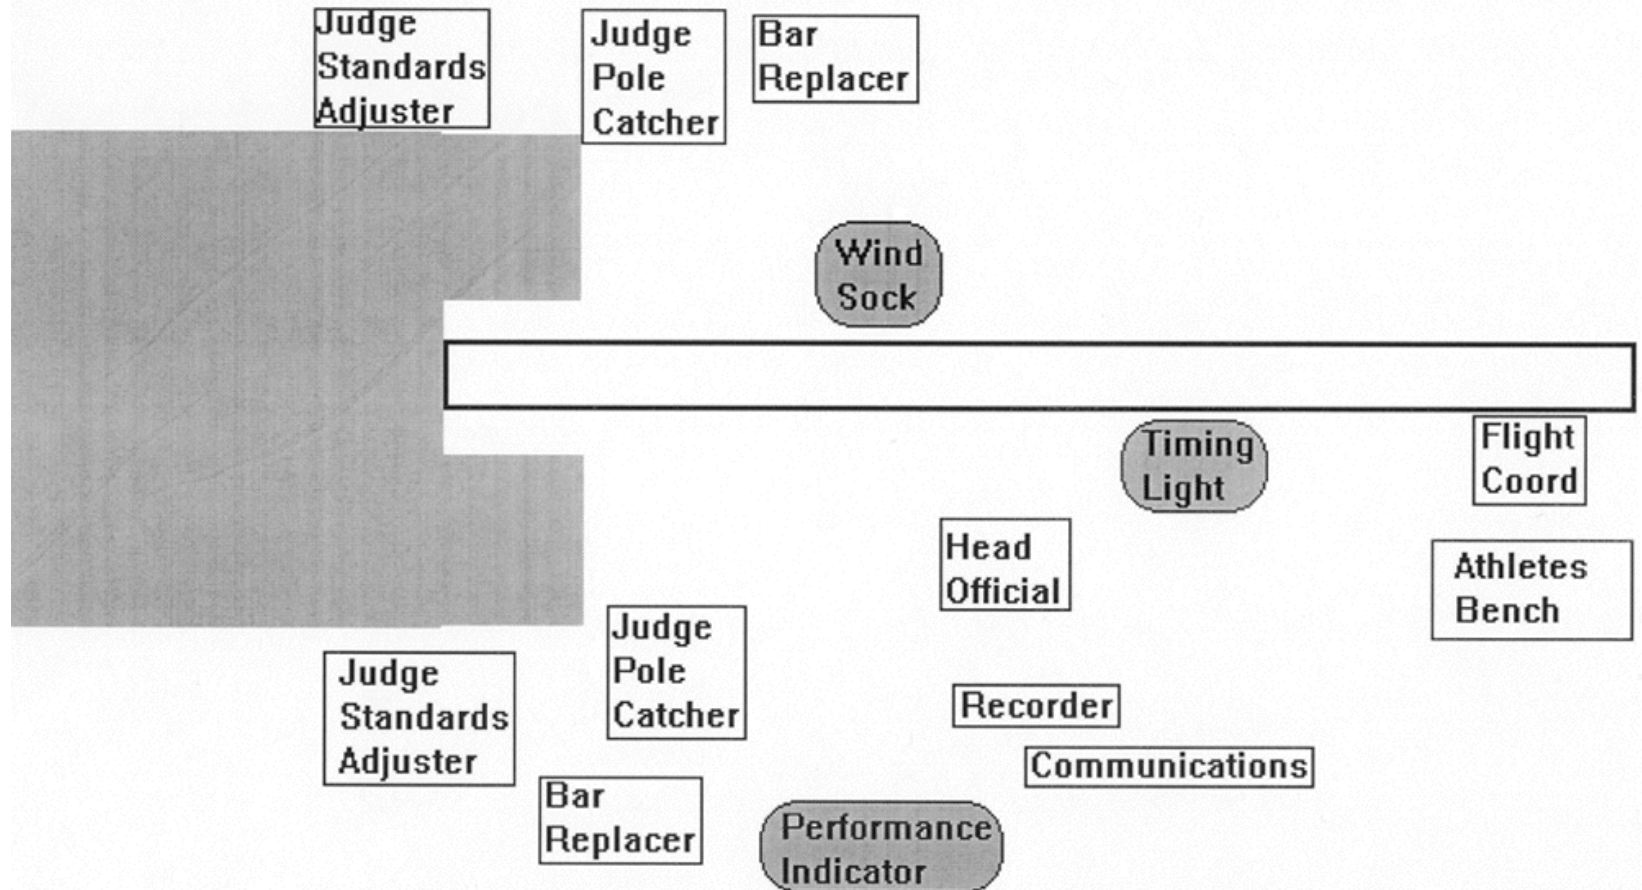 Judge
Standards
Adjuster
Judge
Pole
Catcher
Bar
Replacer
Wind
Sock
Timing
Light
Flight
Coord
Head
Official
Athletes
Bench
Judge
Pole
Catcher
Judge
Standards
Adjuster
Recorder
Communications
Bar
Replacer
Performance
Indicator